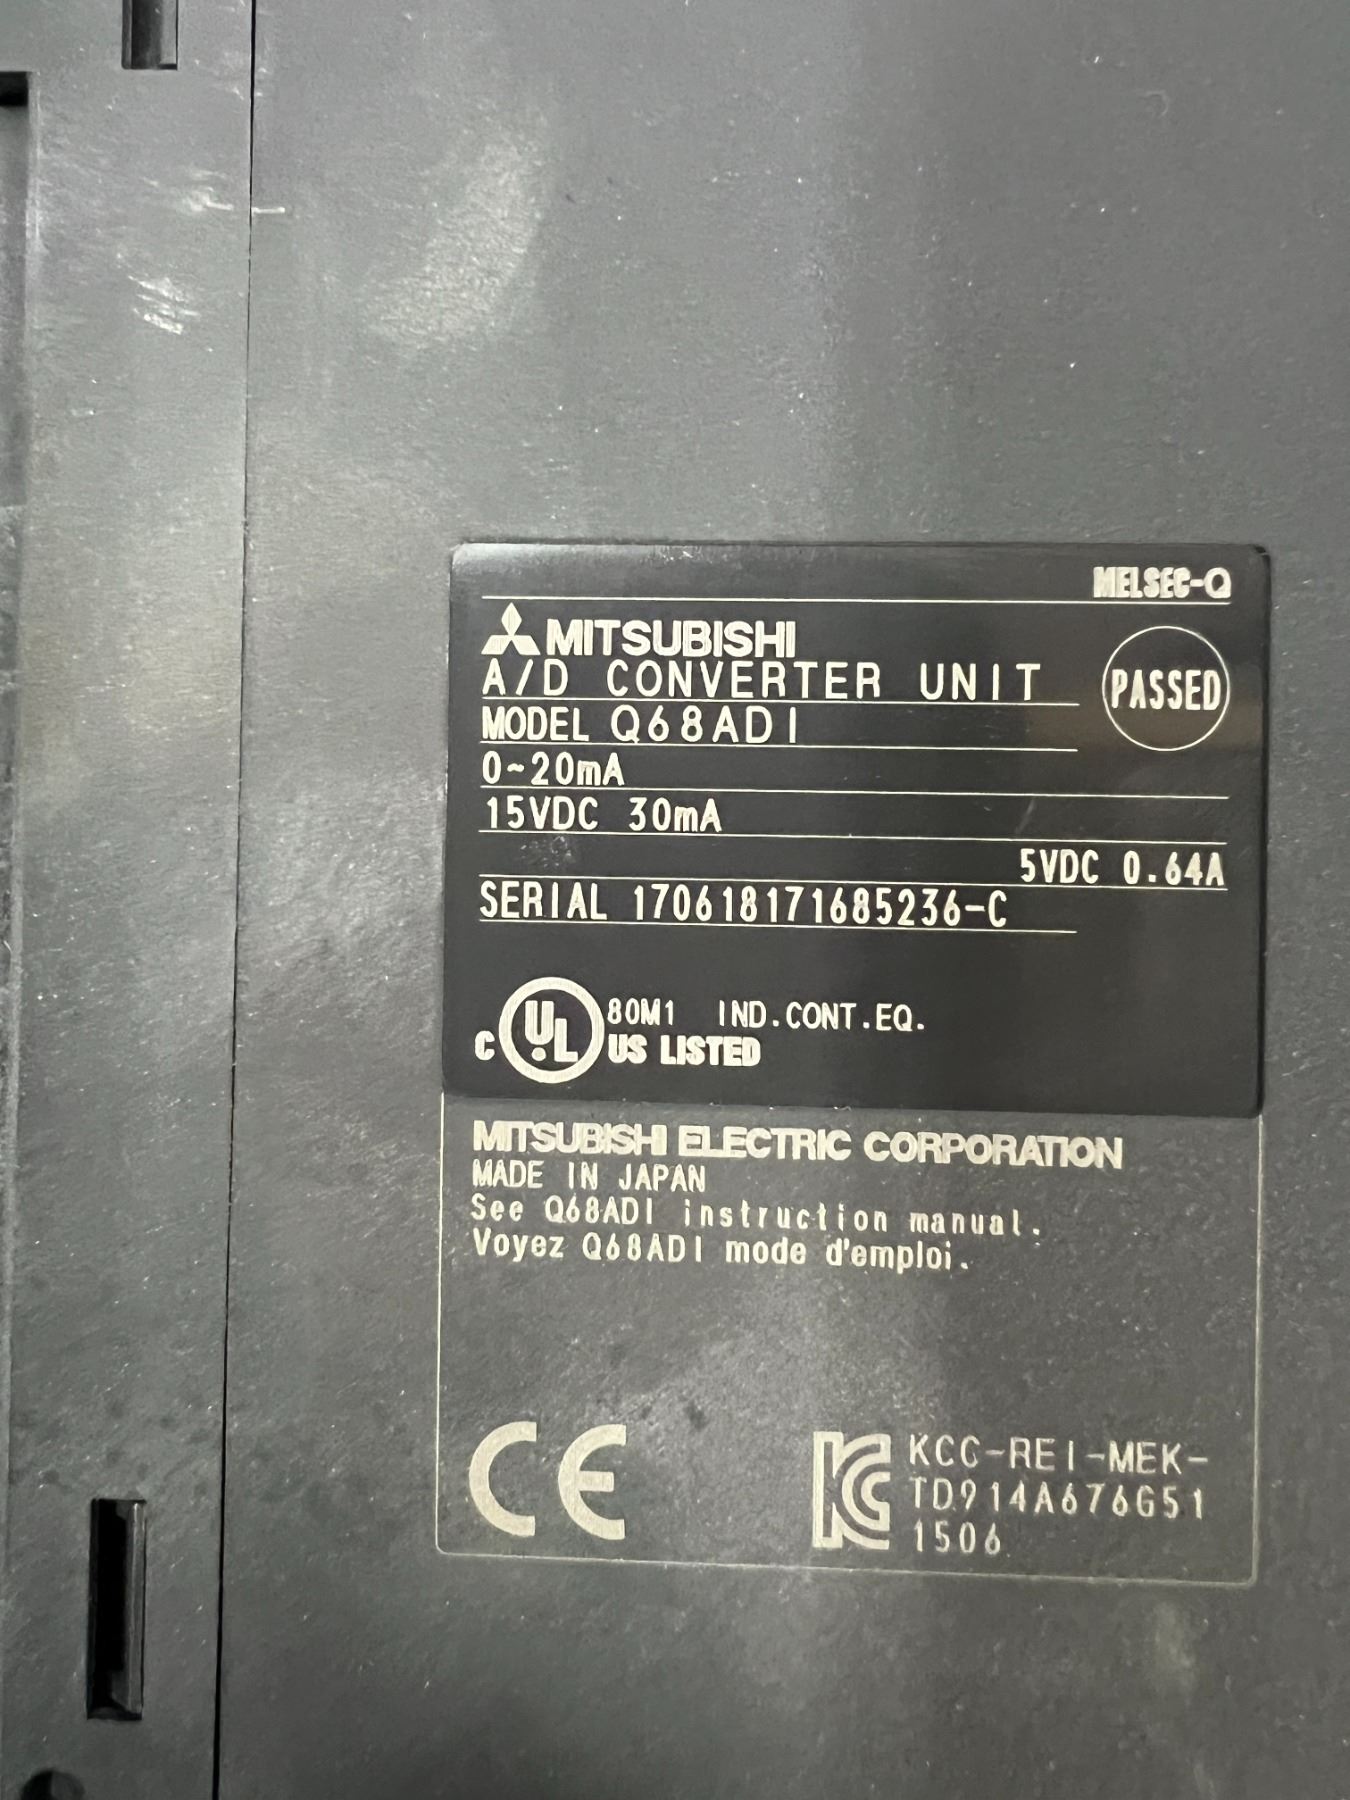 MELSEC-Q
MITSUBISHI
A/D CONVERTER UNIT
PASSED
MODEL Q68ADI
0~20mA
15VDC 30mA
5VDC 0.64A
SERIAL 170618171685236-C
C UL US LISTED
80M1 IND.CONT.EQ.
MITSUBISHI ELECTRIC CORPORATION
MADE IN JAPAN
See Q68ADI instruction manual.
Voyez Q68ADI mode d'emploi.
CE
KCC-REI-MEK-
TD914A676G51
1506